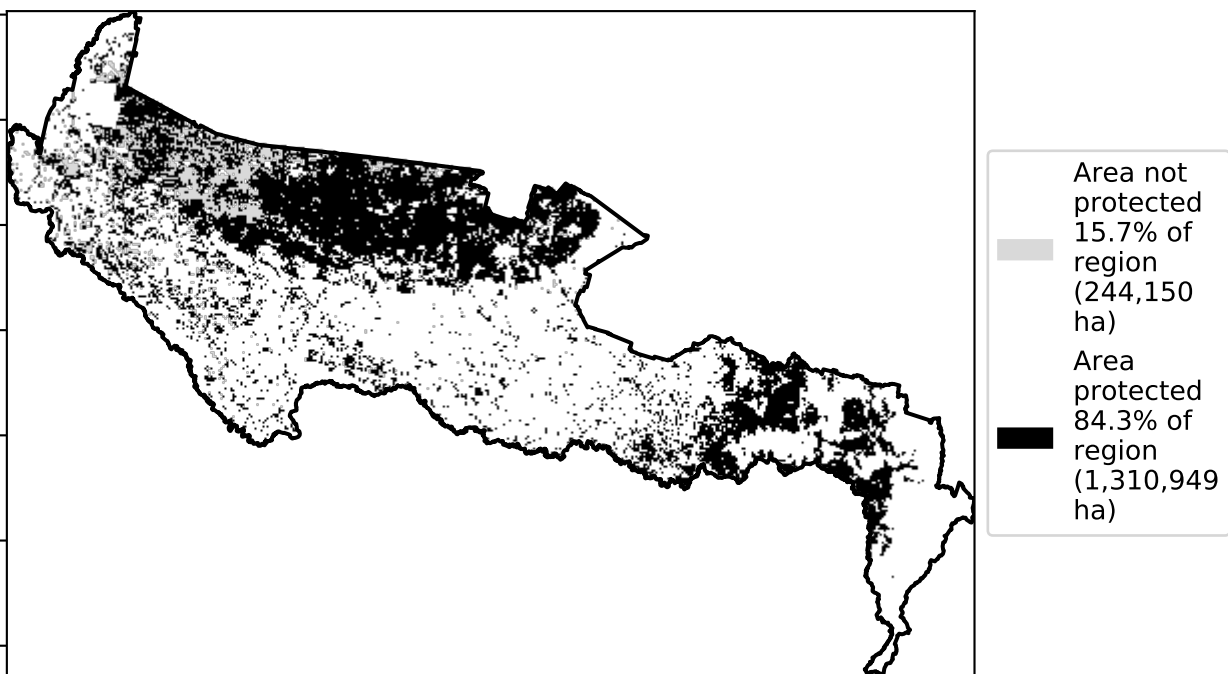 Area not
protected
15.7% of
region
(244,150
ha)
Area
protected
84.3% of
region
(1,310,949
ha)